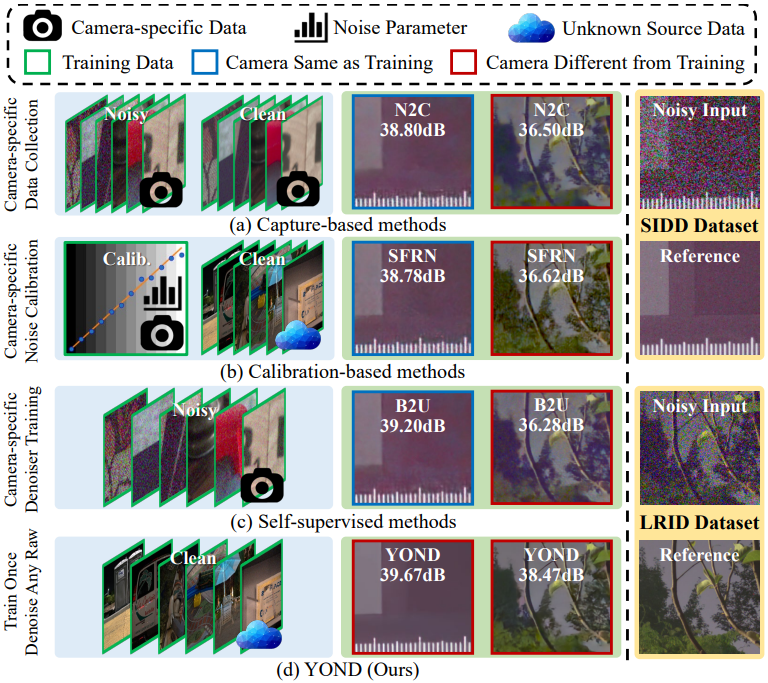 Camera-specific Data
Noise Parameter
Unknown Source Data
Training Data
Camera Same as Training
Camera Different from Training
Camera-specific
Data Collection
Noisy
Clean
N2C
38.80dB
N2C
36.50dB
Noisy Input
(a) Capture-based methods
SIDD Dataset
Camera-specific
Noise Calibration
Calib.
Clean
SFRN
38.78dB
SFRN
36.62dB
Reference
(b) Calibration-based methods
Camera-specific
Denoiser Training
Noisy
B2U
39.20dB
B2U
36.28dB
Noisy Input
(c) Self-supervised methods
LRID Dataset
Train Once
Denoise Any Raw
Clean
YOND
39.67dB
YOND
38.47dB
Reference
(d) YOND (Ours)